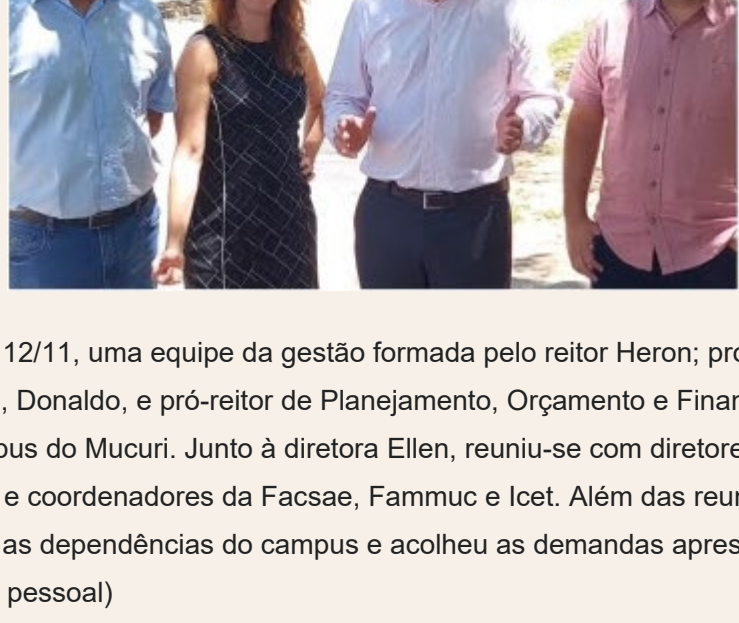 12/11, uma equipe da gestão formada pelo reitor Heron; pró
, Donaldo, e pró-reitor de Planejamento, Orçamento e Finan
pus do Mucuri. Junto à diretora Ellen, reuniu-se com diretore
e coordenadores da Facsae, Fammuc e Icet. Além das reun
as dependências do campus e acolheu as demandas apres
pessoal)